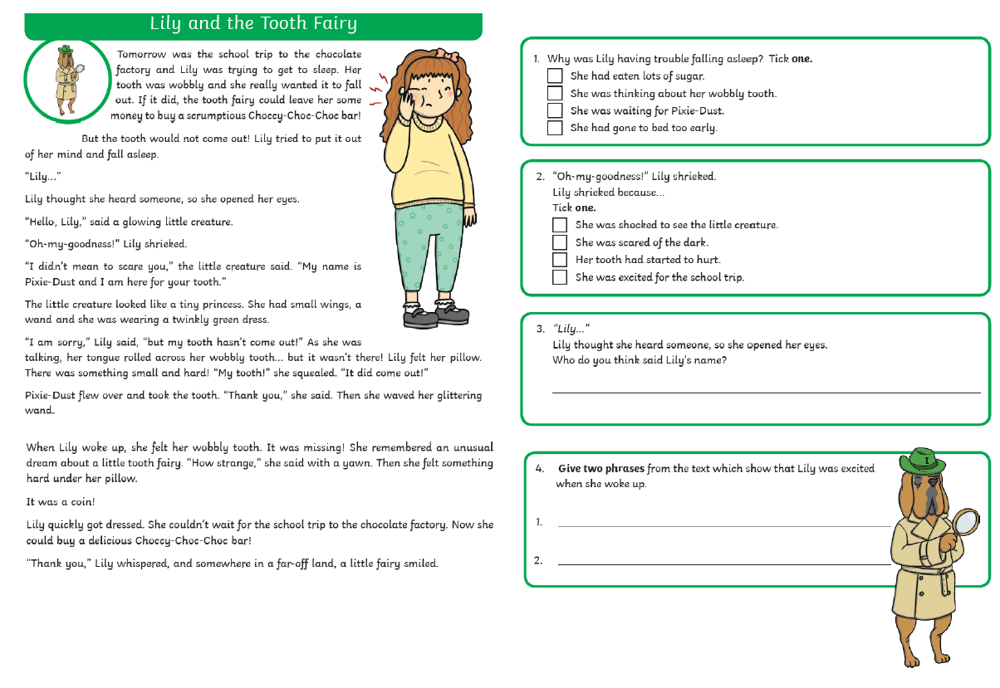 Lily and the Tooth Fairy
Tomorrow was the school trip to the chocolate
factory and Lily was trying to get to sleep. Her
tooth was wobbly and she really wanted it to fall
out. If it did, the tooth fairy could leave her some
money to buy a scrumptious Choccy-Choc-Choc bar!
But the tooth would not come out! Lily tried to put it out
of her mind and fall asleep.
“Lily...”
Lily thought she heard someone, so she opened her eyes.
“Hello, Lily,” said a glowing little creature.
“Oh-my-goodness!” Lily shrieked.
“I didn’t mean to scare you,” the little creature said. “My name is
Pixie-Dust and I am here for your tooth.”
The little creature looked like a tiny princess. She had small wings, a
wand and she was wearing a twinkly green dress.
“I am sorry,” Lily said, “but my tooth hasn’t come out!” As she was
talking, her tongue rolled across her wobbly tooth... but it wasn’t there! Lily felt her pillow.
There was something small and hard! “My tooth!” she squealed. “It did come out!”
Pixie-Dust flew over and took the tooth. “Thank you,” she said. Then she waved her glittering
wand..
When Lily woke up, she felt her wobbly tooth. It was missing! She remembered an unusual
dream about a little tooth fairy. “How strange,” she said with a yawn. Then she felt something
hard under her pillow.
It was a coin!
Lily quickly got dressed. She couldn’t wait for the school trip to the chocolate factory. Now she
could buy a delicious Choccy-Choc-Choc bar!
“Thank you,” Lily whispered, and somewhere in a far-off land, a little fairy smiled.
1. Why was Lily having trouble falling asleep? Tick one.
She had eaten lots of sugar.
She was thinking about her wobbly tooth.
She was waiting for Pixie-Dust.
She had gone to bed too early.
2. “Oh-my-goodness!” Lily shrieked.
Lily shrieked because...
Tick one.
She was shocked to see the little creature.
She was scared of the dark.
Her tooth had started to hurt.
She was excited for the school trip.
3. “Lily...”
Lily thought she heard someone, so she opened her eyes.
Who do you think said Lily’s name?
4. Give two phrases from the text which show that Lily was excited
when she woke up.
1.
2.
I